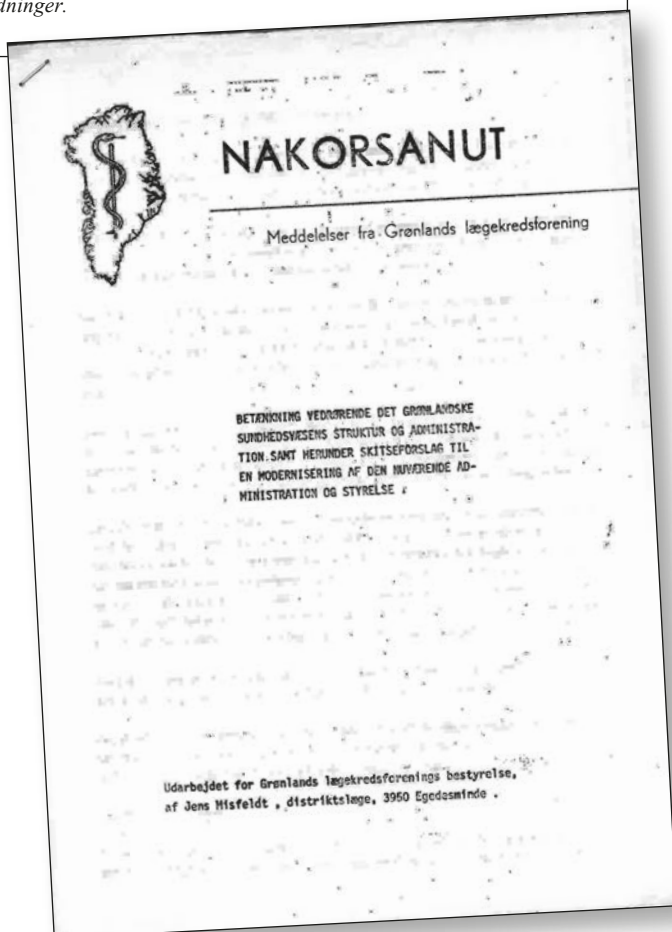 dninger.
NAKORSANUT
Meddelelser fra Grønlands lægekredsforening
BETÆNKNING VEDRØRENDE DET GRØNLANDSKE
SUNDHEDSVÆSENS STRUKTUR OG ADMINISTRA-
TION.SAMT HERUNDER SKITSEFORSLAG TIL
EN MODERNISERING AF DEN NUVÆRENDE AD-
MINISTRATION OG STYRELSE .
Udarbejdet for Grønlands lægekredsforenings bestyrelse,
af Jens Misfeldt , distriktslæge, 3950 Egedesminde .